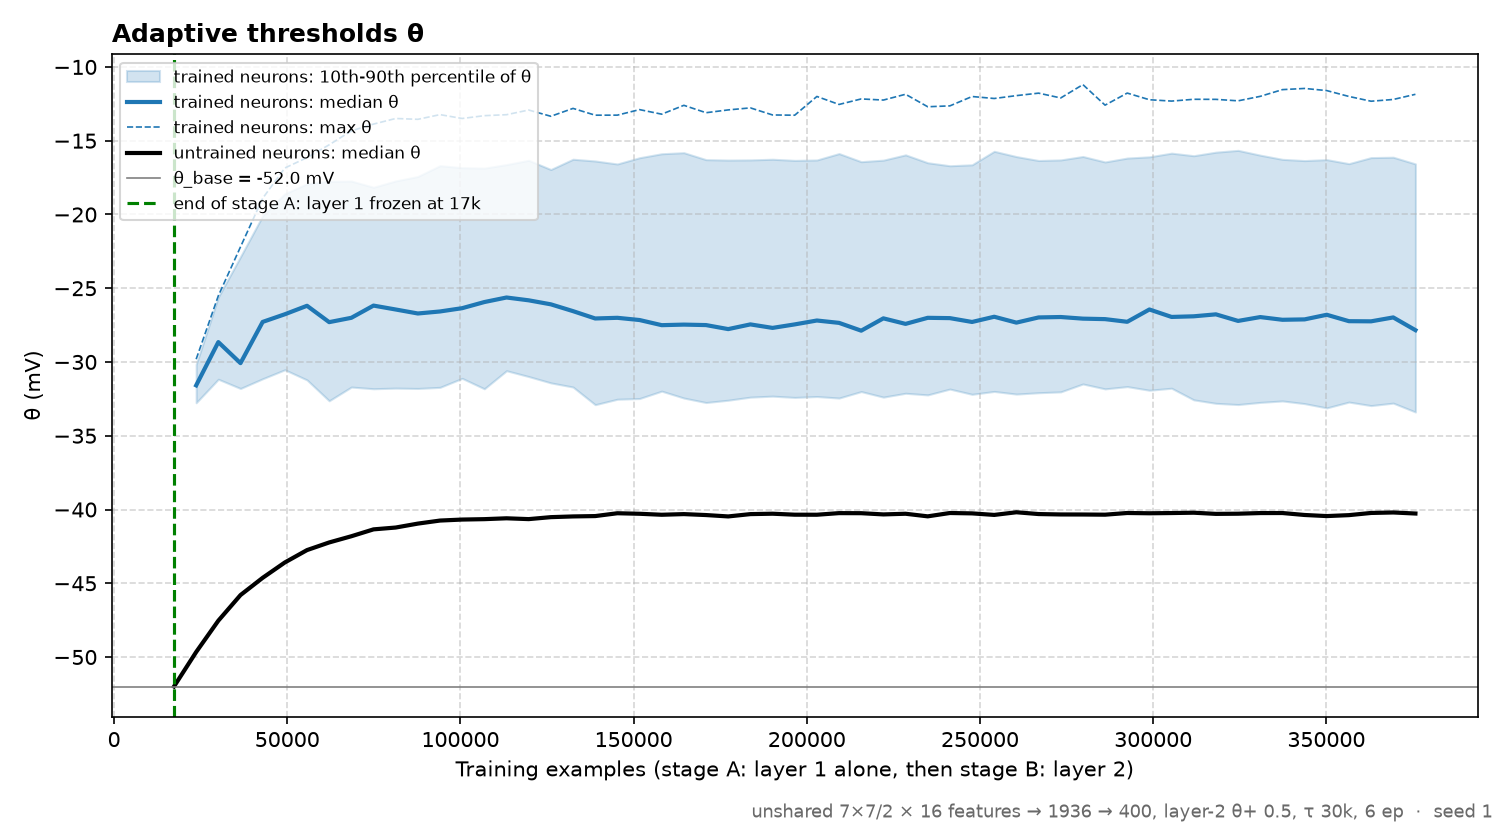 Adaptive thresholds θ
trained neurons: 10th-90th percentile of θ
trained neurons: median θ
trained neurons: max θ
untrained neurons: median θ
θ_base = -52.0 mV
end of stage A: layer 1 frozen at 17k
θ (mV)
−10
−15
−20
−25
−30
−35
−40
−45
−50
0 50000 100000 150000 200000 250000 300000 350000
Training examples (stage A: layer 1 alone, then stage B: layer 2)
unshared 7×7/2 × 16 features → 1936 → 400, layer-2 θ+ 0.5, τ 30k, 6 ep · seed 1